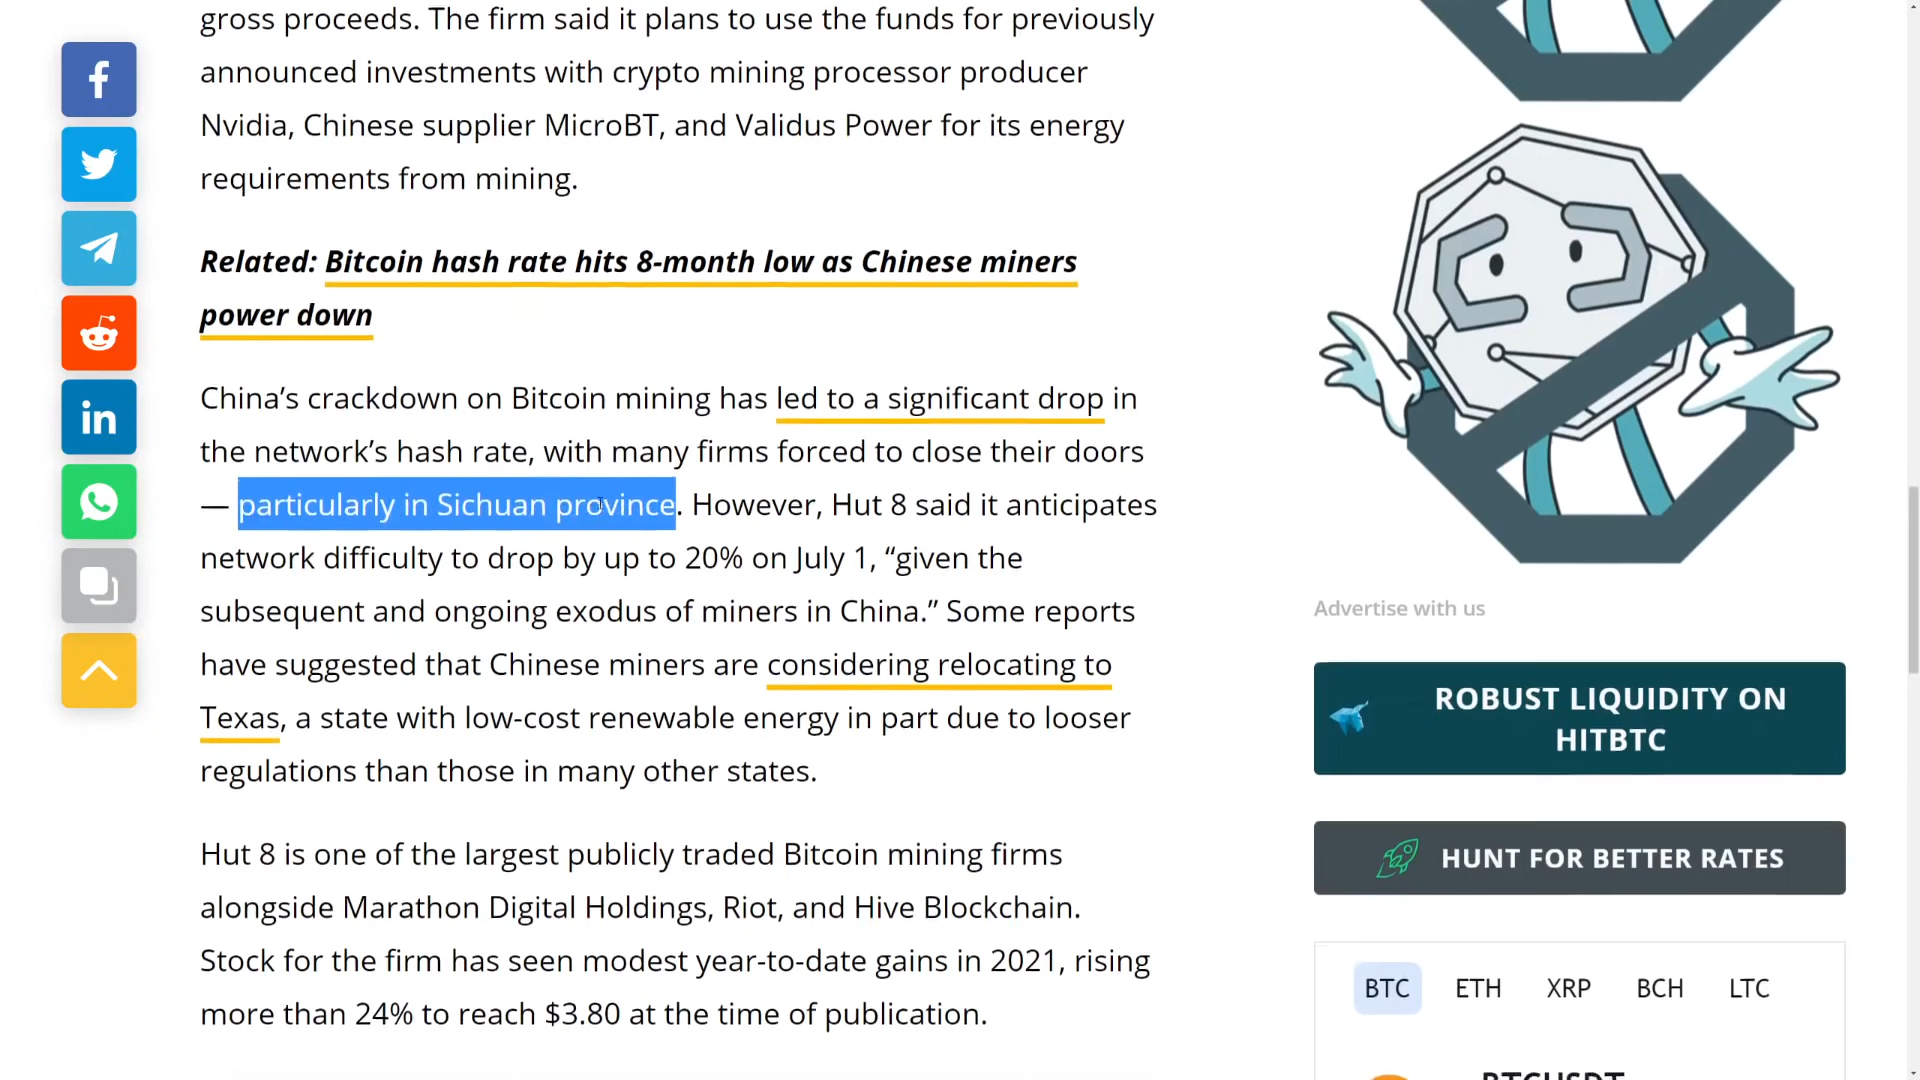 gross proceeds. The firm said it plans to use the funds for previously
announced investments with crypto mining processor producer
Nvidia, Chinese supplier MicroBT, and Validus Power for its energy
requirements from mining.
Related: Bitcoin hash rate hits 8-month low as Chinese miners
power down
China’s crackdown on Bitcoin mining has led to a significant drop in
the network’s hash rate, with many firms forced to close their doors
— particularly in Sichuan province. However, Hut 8 said it anticipates
network difficulty to drop by up to 20% on July 1, “given the
subsequent and ongoing exodus of miners in China.” Some reports
have suggested that Chinese miners are considering relocating to
Texas, a state with low-cost renewable energy in part due to looser
regulations than those in many other states.
Hut 8 is one of the largest publicly traded Bitcoin mining firms
alongside Marathon Digital Holdings, Riot, and Hive Blockchain.
Stock for the firm has seen modest year-to-date gains in 2021, rising
more than 24% to reach $3.80 at the time of publication.
Advertise with us
ROBUST LIQUIDITY ON
HITBTC
HUNT FOR BETTER RATES
BTC ETH XRP BCH LTC
BTCUSDT